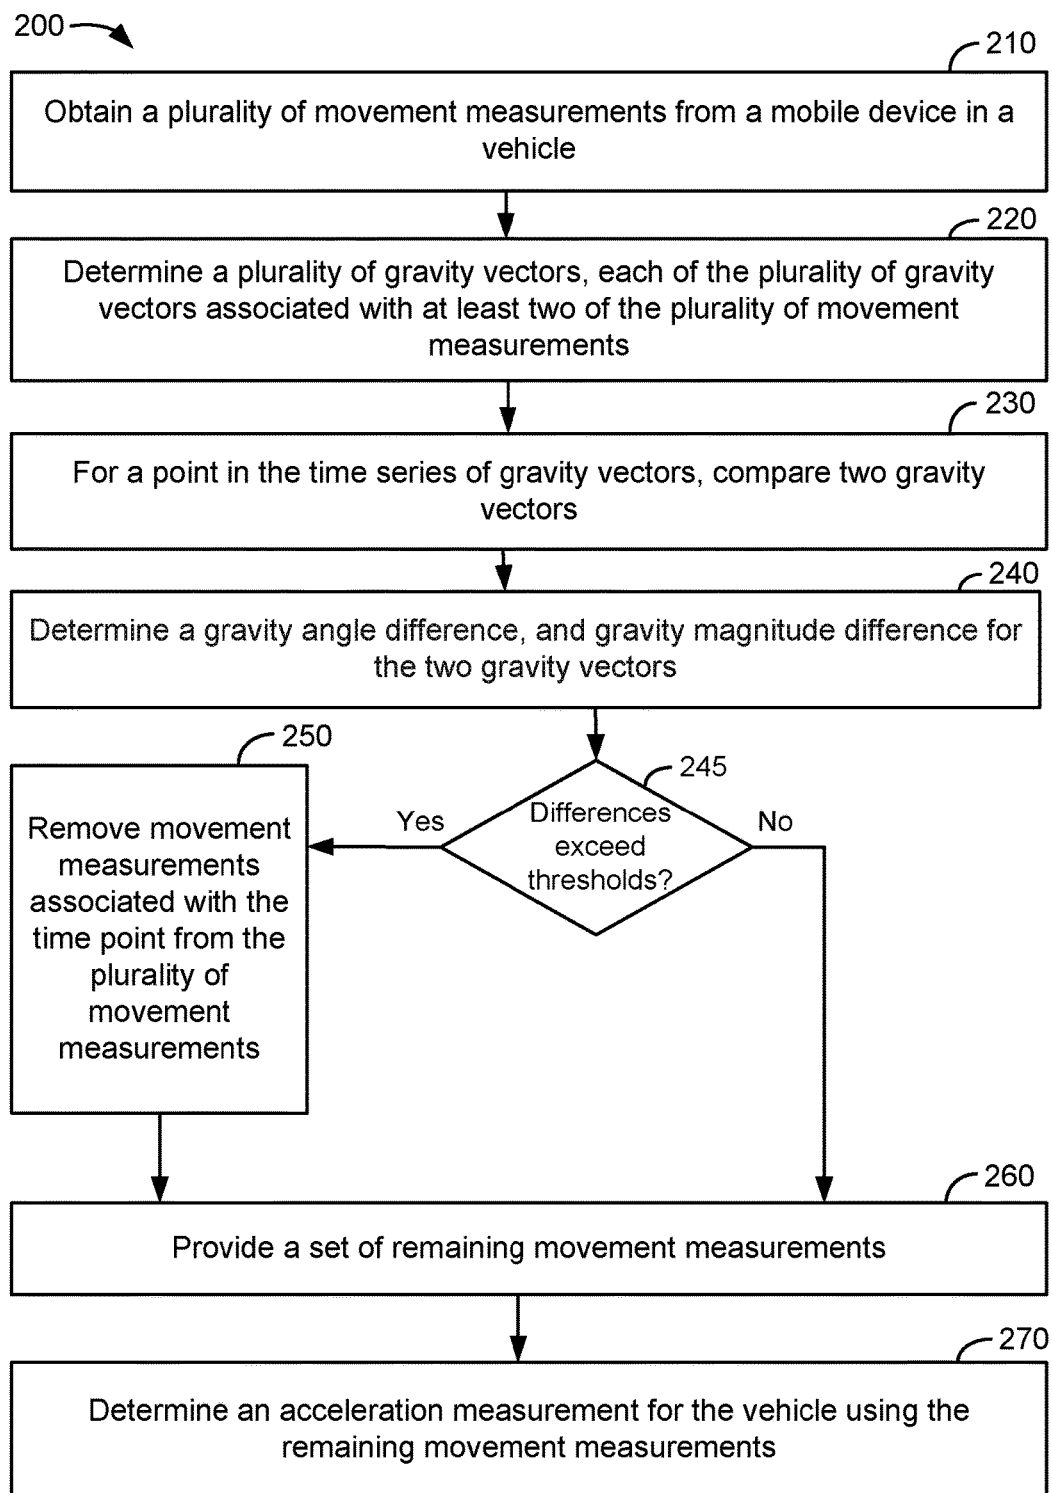 200
210
Obtain a plurality of movement measurements from a mobile device in a
vehicle
220
Determine a plurality of gravity vectors, each of the plurality of gravity
vectors associated with at least two of the plurality of movement
measurements
230
For a point in the time series of gravity vectors, compare two gravity
vectors
240
Determine a gravity angle difference, and gravity magnitude difference for
the two gravity vectors
250
245
Yes
Differences
exceed
thresholds?
No
Remove movement
measurements
associated with the
time point from the
plurality of
movement
measurements
260
Provide a set of remaining movement measurements
270
Determine an acceleration measurement for the vehicle using the
remaining movement measurements